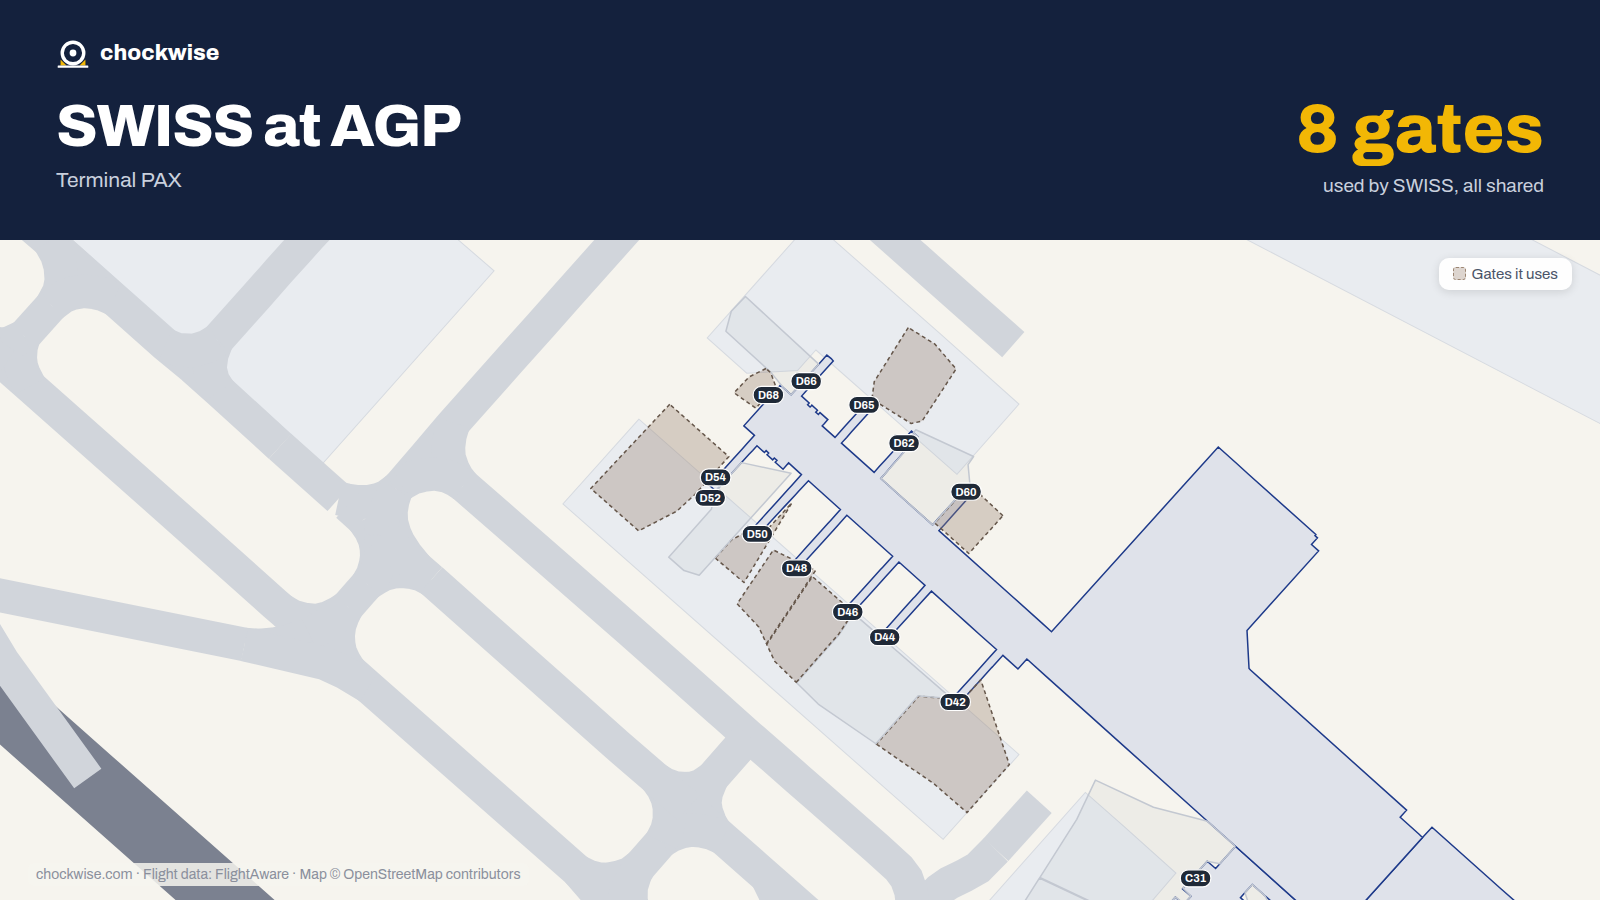 chockwise
SWISS at AGP
Terminal PAX
8 gates
used by SWISS, all shared
Gates it uses
D66
D68
D65
D62
D54
D52
D60
D50
D48
D46
D44
D42
C31
chockwise.com · Flight data: FlightAware · Map © OpenStreetMap contributors